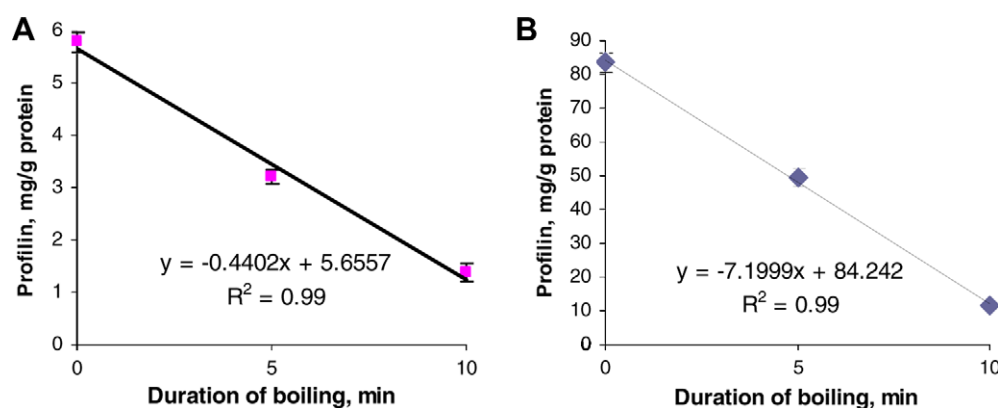 A
6
5
4
3
2
1
0
Profilin, mg/g protein
y = -0.4402x + 5.6557
R² = 0.99
0 5 10
Duration of boiling, min
B
90
80
70
60
50
40
30
20
10
0
Profilin, mg/g protein
y = -7.1999x + 84.242
R² = 0.99
0 5 10
Duration of boiling, min